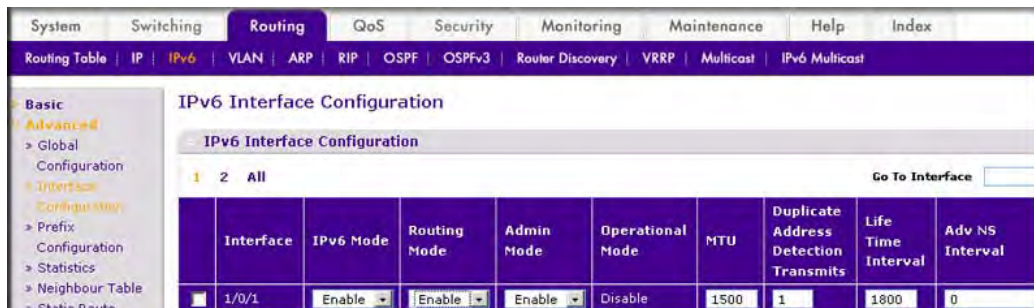 System Switching Routing QoS Security Monitoring Maintenance Help Index
Routing Table | IP | IPv6 | VLAN | ARP | RIP | OSPF | OSPFv3 | Router Discovery | VRRP | Multicast | IPv6 Multicast
Basic
Advanced
» Global
Configuration
» Interface
Configuration
» Prefix
Configuration
» Statistics
» Neighbour Table
» Static Route
IPv6 Interface Configuration
IPv6 Interface Configuration
1 2 All Go To Interface
Interface IPv6 Mode Routing Mode Admin Mode Operational Mode MTU Duplicate Address Detection Transmits Life Time Interval Adv NS Interval
1/0/1 Enable Enable Enable Disable 1500 1 1800 0